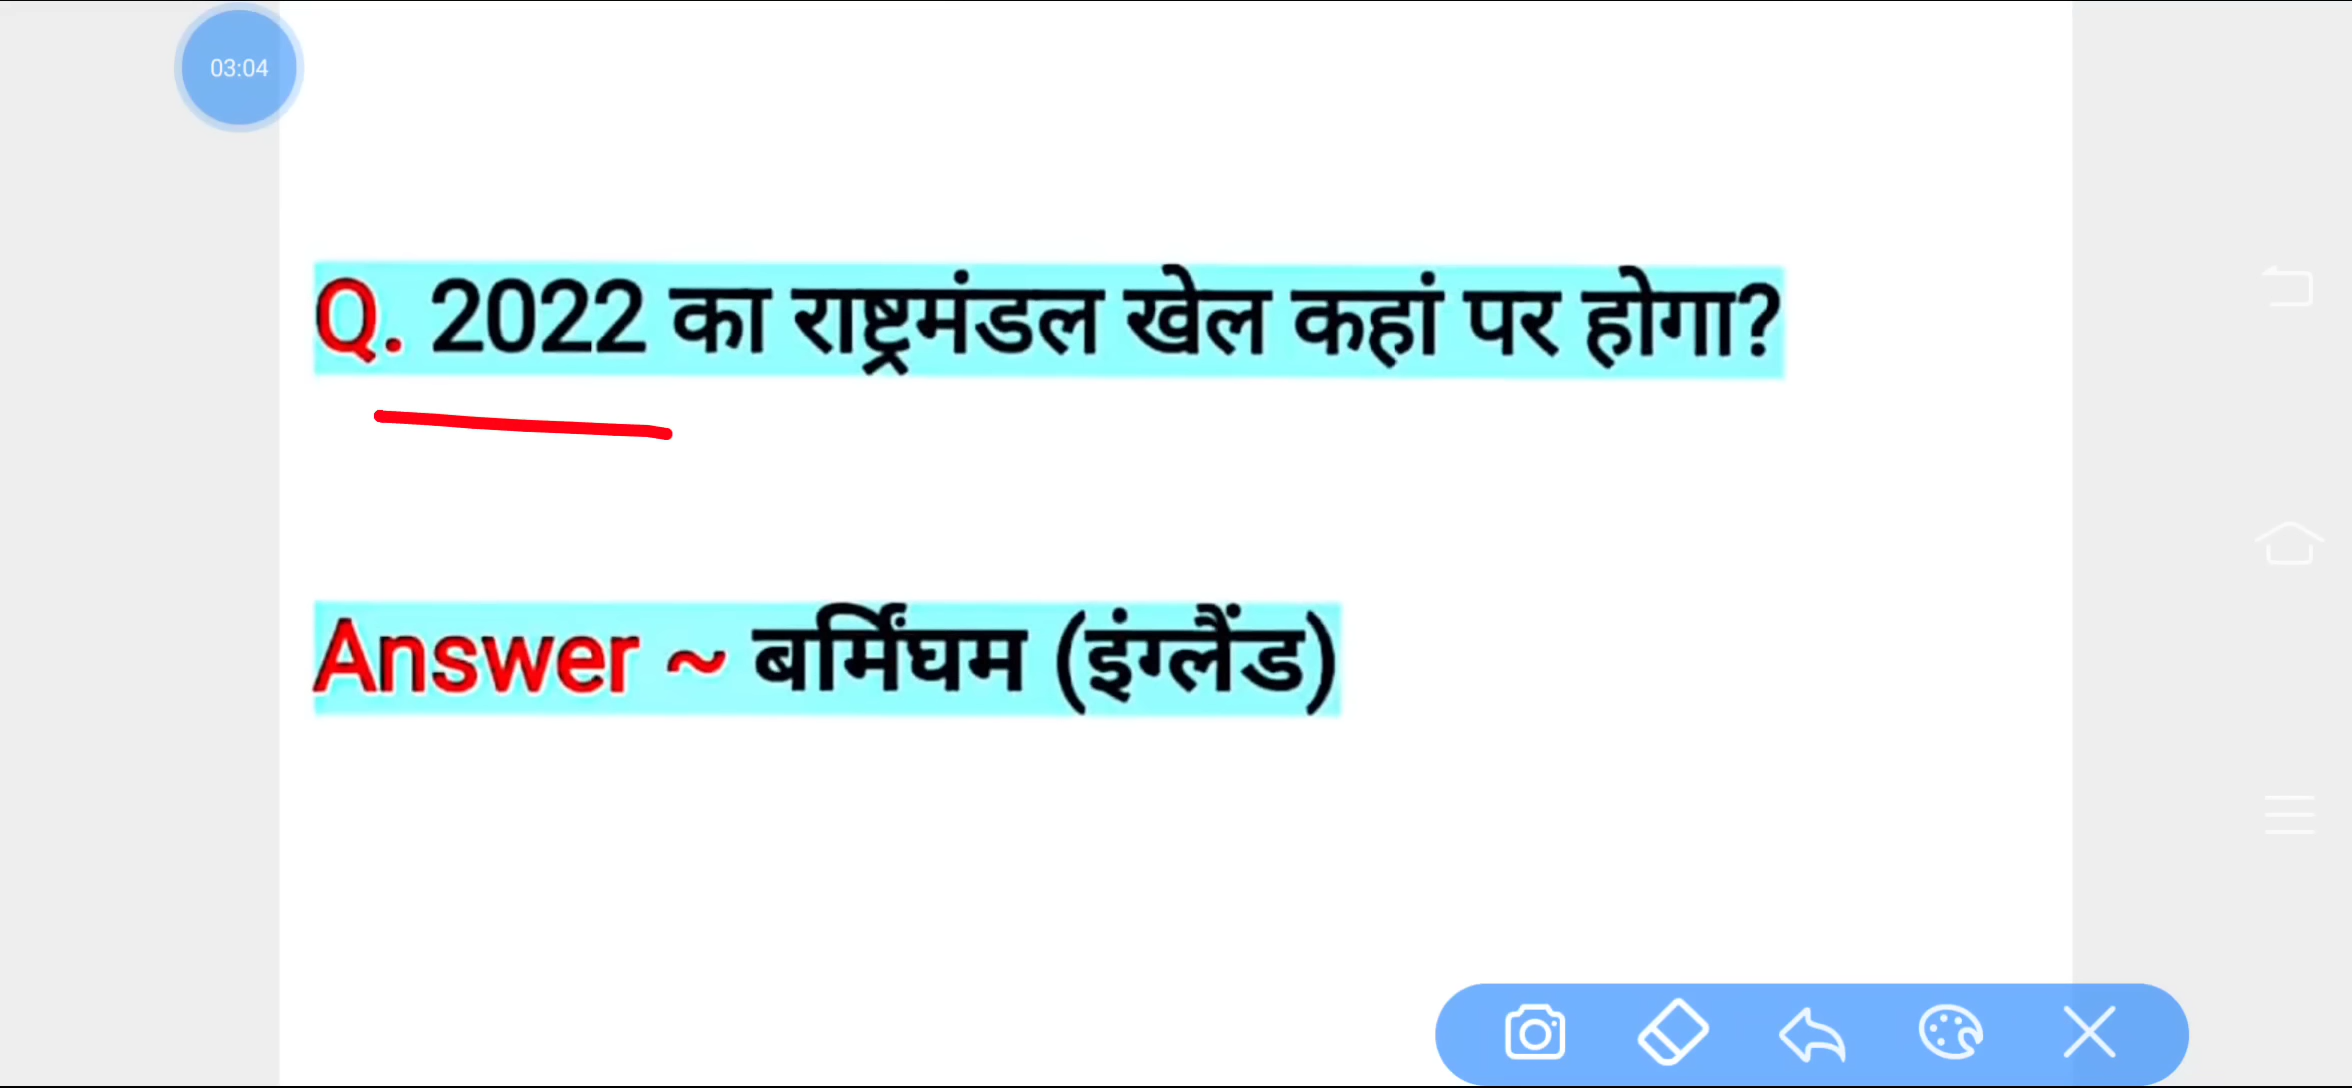 03:04
Q. 2022 का राष्ट्रमंडल खेल कहां पर होगा?
Answer ~ बर्मिंघम (इंग्लैंड)